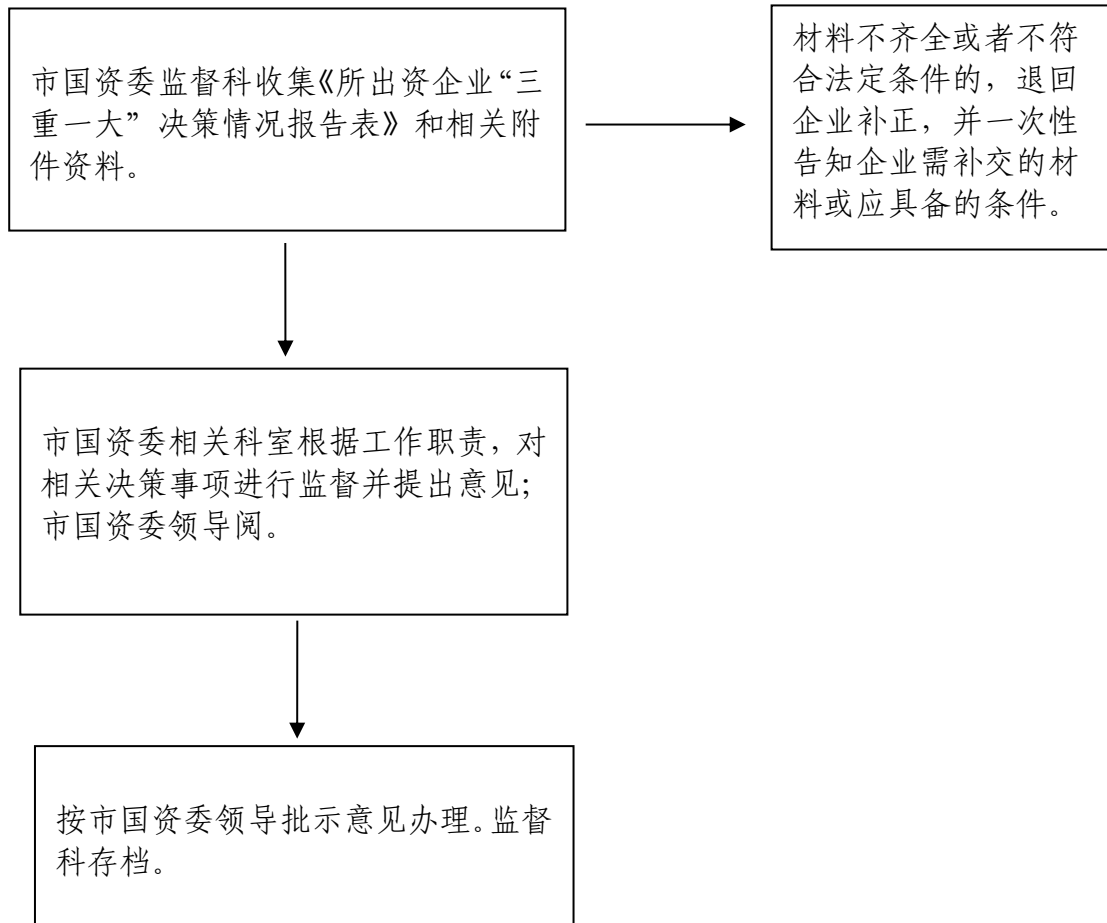 市国资委监督科收集《所出资企业“三
重一大”决策情况报告表》和相关附
件资料。
材料不齐全或者不符
合法定条件的，退回
企业补正，并一次性
告知企业需补交的材
料或应具备的条件。
市国资委相关科室根据工作职责，对
相关决策事项进行监督并提出意见；
市国资委领导阅。
按市国资委领导批示意见办理。监督
科存档。